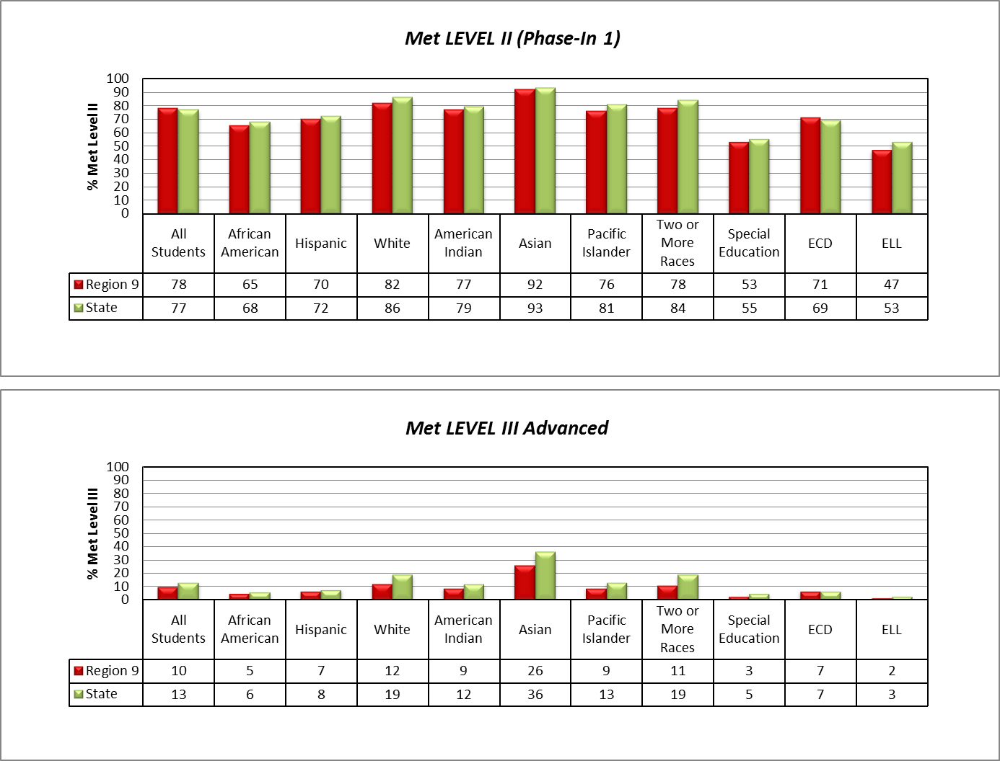 Met LEVEL II (Phase-In 1)
% Met Level II
100
90
80
70
60
50
40
30
20
10
0
All Students African American Hispanic White American Indian Asian Pacific Islander Two or More Races Special Education ECD ELL
Region 9 78 65 70 82 77 92 76 78 53 71 47
State 77 68 72 86 79 93 81 84 55 69 53
Met LEVEL III Advanced
% Met Level III
100
90
80
70
60
50
40
30
20
10
0
All Students African American Hispanic White American Indian Asian Pacific Islander Two or More Races Special Education ECD ELL
Region 9 10 5 7 12 9 26 9 11 3 7 2
State 13 6 8 19 12 36 13 19 5 7 3